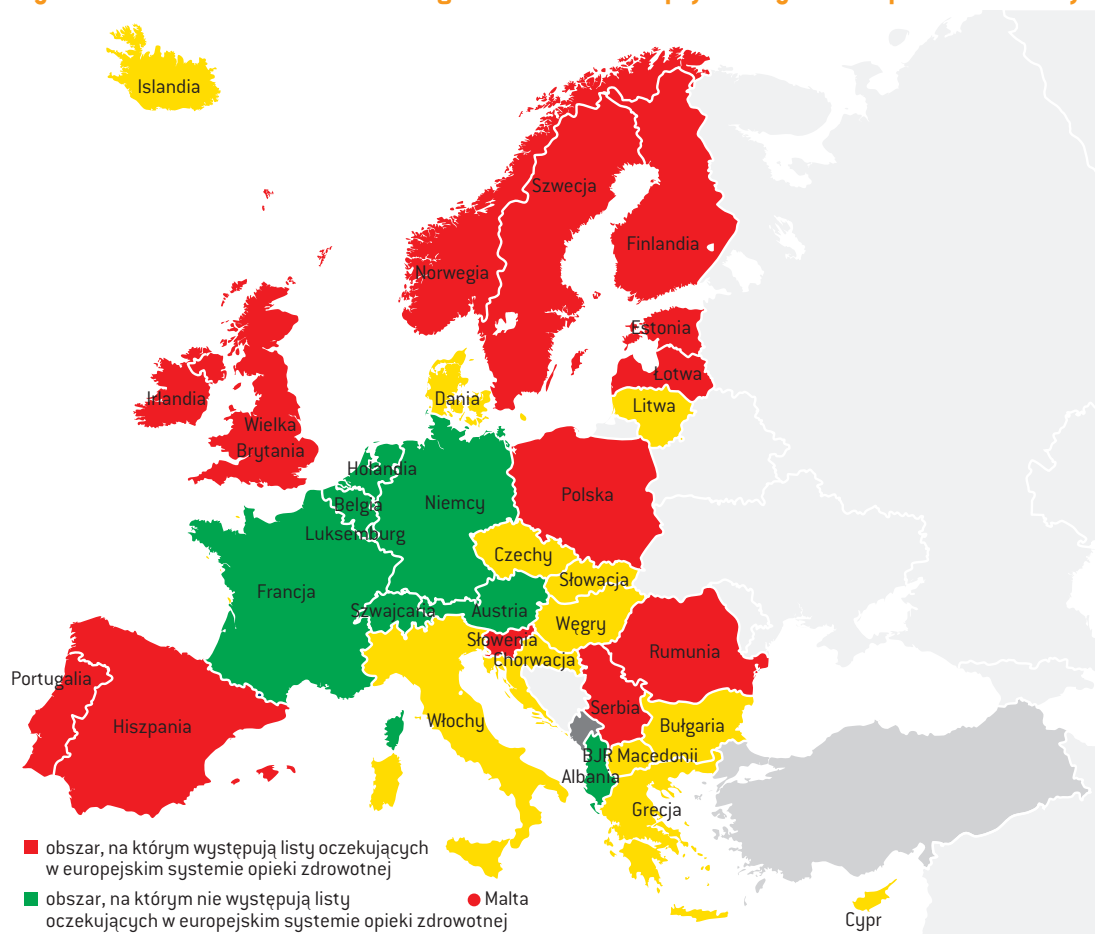 Islandia
Szwecja
Finlandia
Norwegia
Estonia
Łotwa
Litwa
Dania
Irlandia
Wielka
Brytania
Holandia
Belgia
Niemcy
Polska
Luksemburg
Czechy
Słowacja
Francja
Szwajcaria
Austria
Węgry
Słowenia
Chorwacja
Rumunia
Portugalia
Hiszpania
Włochy
Serbia
Bułgaria
BJR Macedonii
Albania
Grecja
obszar, na którym występują listy oczekujących
w europejskim systemie opieki zdrowotnej
obszar, na którym nie występują listy
oczekujących w europejskim systemie opieki zdrowotnej
Malta
Cypr